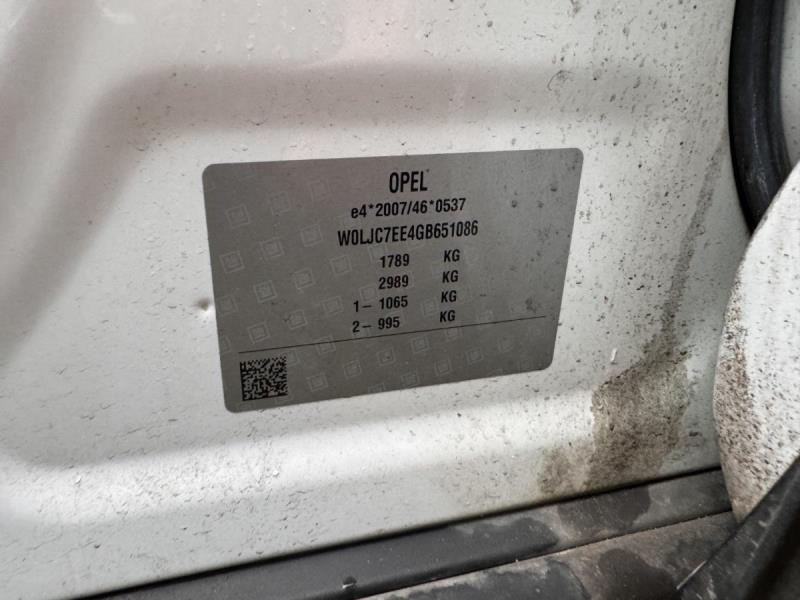 OPEL
e4*2007/46*0537
W0LJC7EE4GB651086
1789 KG
2989 KG
1– 1065 KG
2– 995 KG